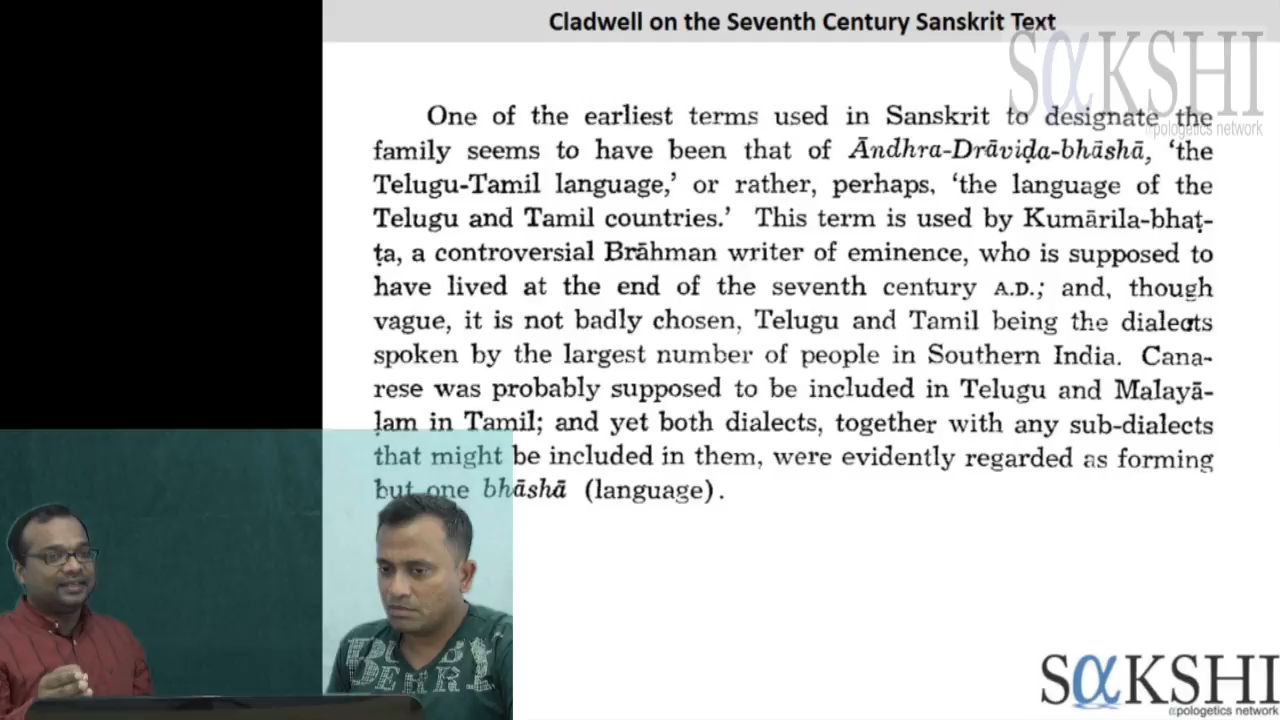 Cladwell on the Seventh Century Sanskrit Text
SαKSHI
αpologetics network
One of the earliest terms used in Sanskrit to designate the
family seems to have been that of Āndhra-Drāviḍa-bhāshā, ‘the
Telugu-Tamil language,’ or rather, perhaps, ‘the language of the
Telugu and Tamil countries.’ This term is used by Kumārila-bhaṭ-
ṭa, a controversial Brāhman writer of eminence, who is supposed to
have lived at the end of the seventh century A.D.; and, though
vague, it is not badly chosen, Telugu and Tamil being the dialects
spoken by the largest number of people in Southern India. Cana-
rese was probably supposed to be included in Telugu and Malayā-
ḷam in Tamil; and yet both dialects, together with any sub-dialects
that might be included in them, were evidently regarded as forming
but one bhāshā (language).
SαKSHI
αpologetics network